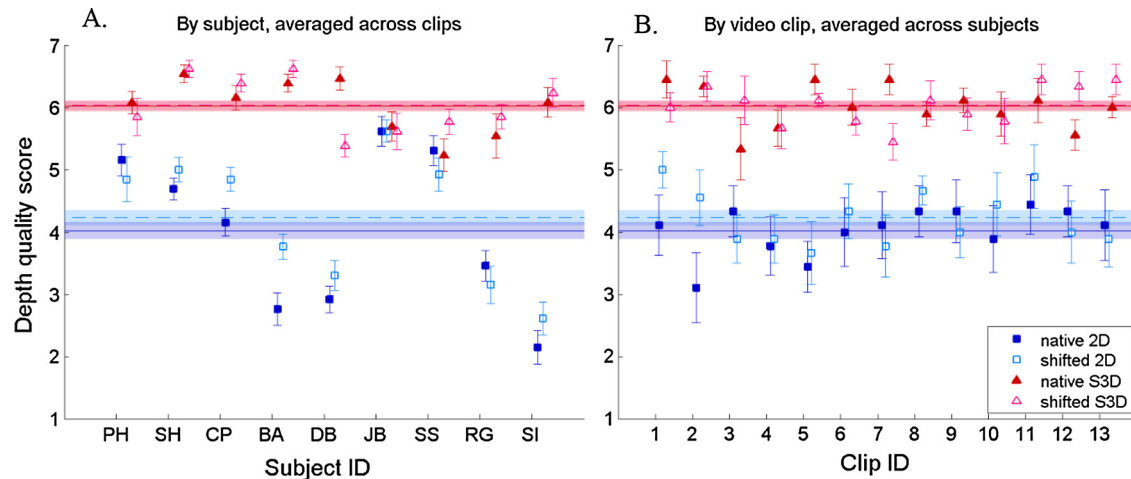 A.
By subject, averaged across clips
B.
By video clip, averaged across subjects
Depth quality score
7
6
5
4
3
2
1
PH SH CP BA DB JB SS RG SI
Subject ID
7
6
5
4
3
2
1
native 2D
shifted 2D
native S3D
shifted S3D
1 2 3 4 5 6 7 8 9 10 11 12 13
Clip ID